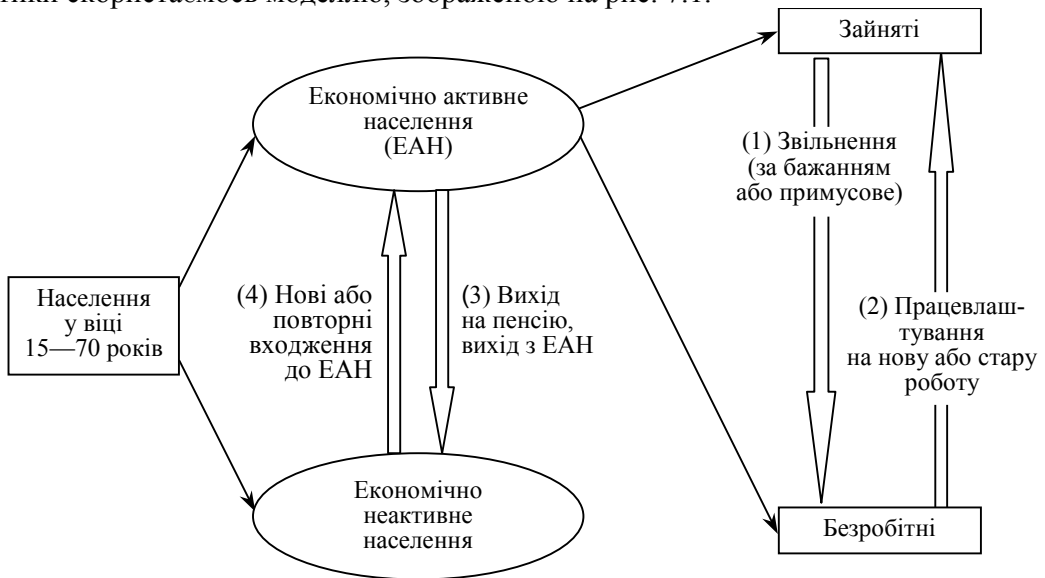 скористаємось моделлю, зображеною на рис. 7.1.
Зайняті
Економічно активне
населення
(ЕАН)
(1) Звільнення
(за бажанням
або примусове)
Населення
у віці
15—70 років
(4) Нові або
повторні
входження
до ЕАН
(3) Вихід
на пенсію,
вихід з ЕАН
(2) Працевлаш-
тування
на нову або стару
роботу
Економічно
неактивне
населення
Безробітні